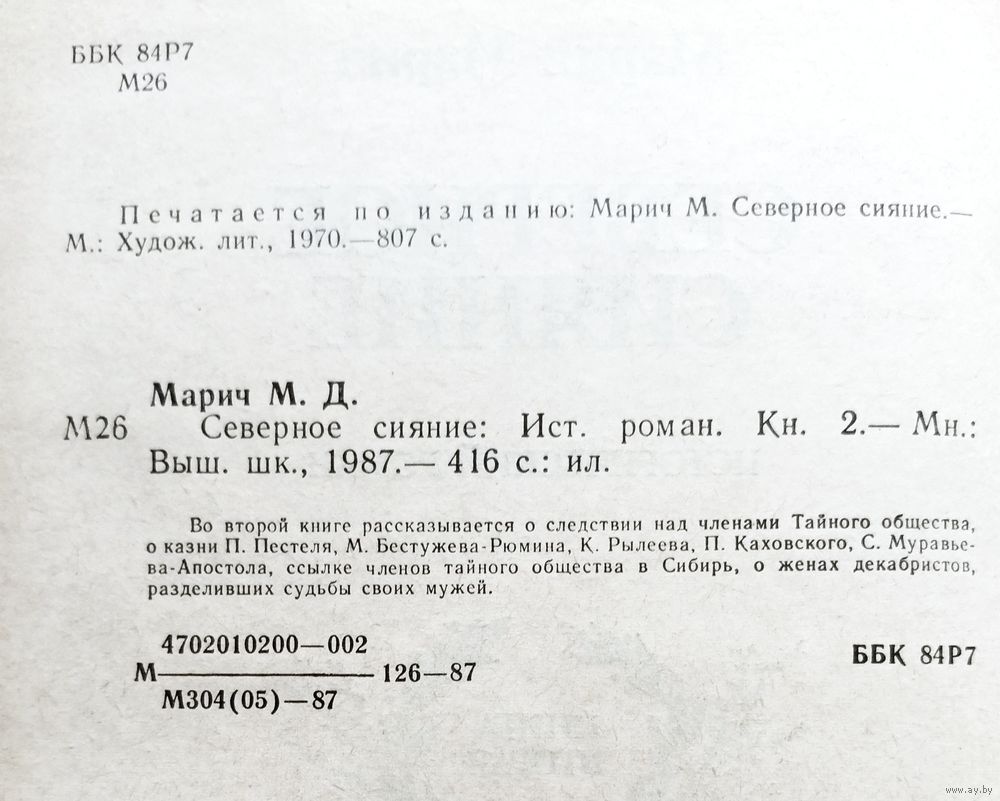 ББК 84Р7
М26
Печатается по изданию: Марич М. Северное сияние.—
М.: Худож. лит., 1970.—807 с.
Марич М. Д.
М26 Северное сияние: Ист. роман. Кн. 2.— Мн.:
Выш. шк., 1987.— 416 с.: ил.
Во второй книге рассказывается о следствии над членами Тайного общества,
о казни П. Пестеля, М. Бестужева-Рюмина, К. Рылеева, П. Каховского, С. Муравье-
ва-Апостола, ссылке членов тайного общества в Сибирь, о женах декабристов,
разделивших судьбы своих мужей.
4702010200—002
М———— 126—87
М304(05)—87
ББК 84Р7
www.ay.by